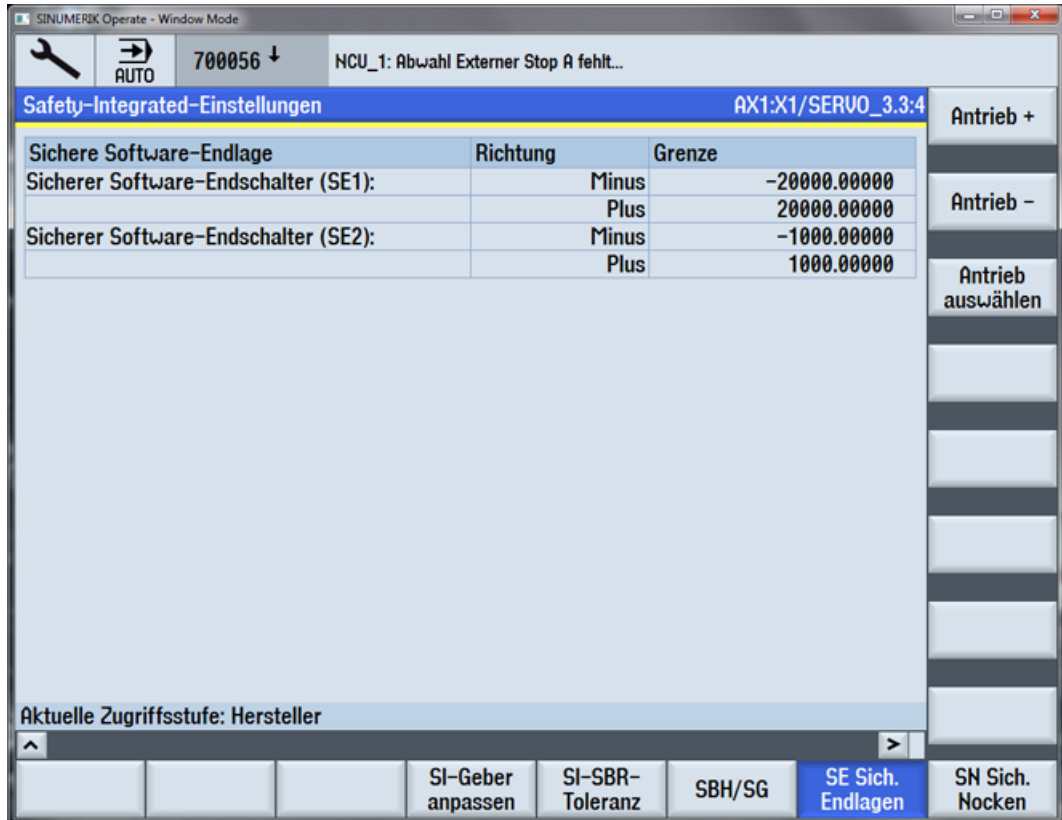 SINUMERIK Operate - Window Mode
AUTO
700056 ↓
NCU_1: Abwahl Externer Stop A fehlt...
Safety-Integrated-Einstellungen AX1:X1/SERVO_3.3:4
Sichere Software-Endlage Richtung Grenze
Sicherer Software-Endschalter (SE1): Minus -20000.00000
Plus 20000.00000
Sicherer Software-Endschalter (SE2): Minus -1000.00000
Plus 1000.00000
Aktuelle Zugriffsstufe: Hersteller
Antrieb +
Antrieb -
Antrieb
auswählen
SI-Geber
anpassen
SI-SBR-
Toleranz
SBH/SG
SE Sich.
Endlagen
SN Sich.
Nocken